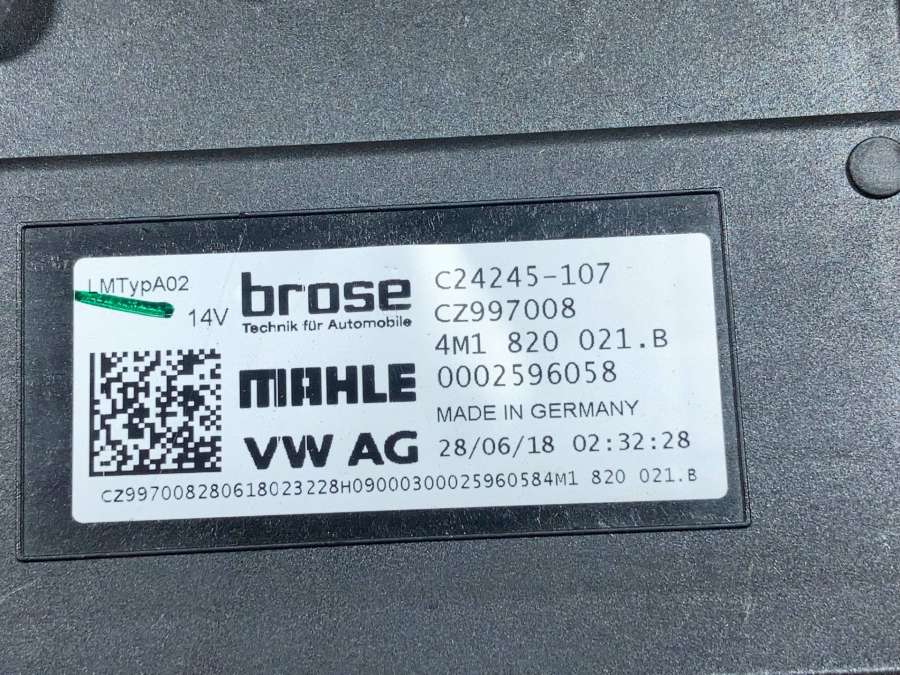 LMTypA02
14V
brose
Technik für Automobile
MAHLE
VW AG
C24245-107
CZ997008
4M1 820 021.B
0002596058
MADE IN GERMANY
28/06/18 02:32:28
CZ997008280618023228H09000300025960584M1 820 021.B